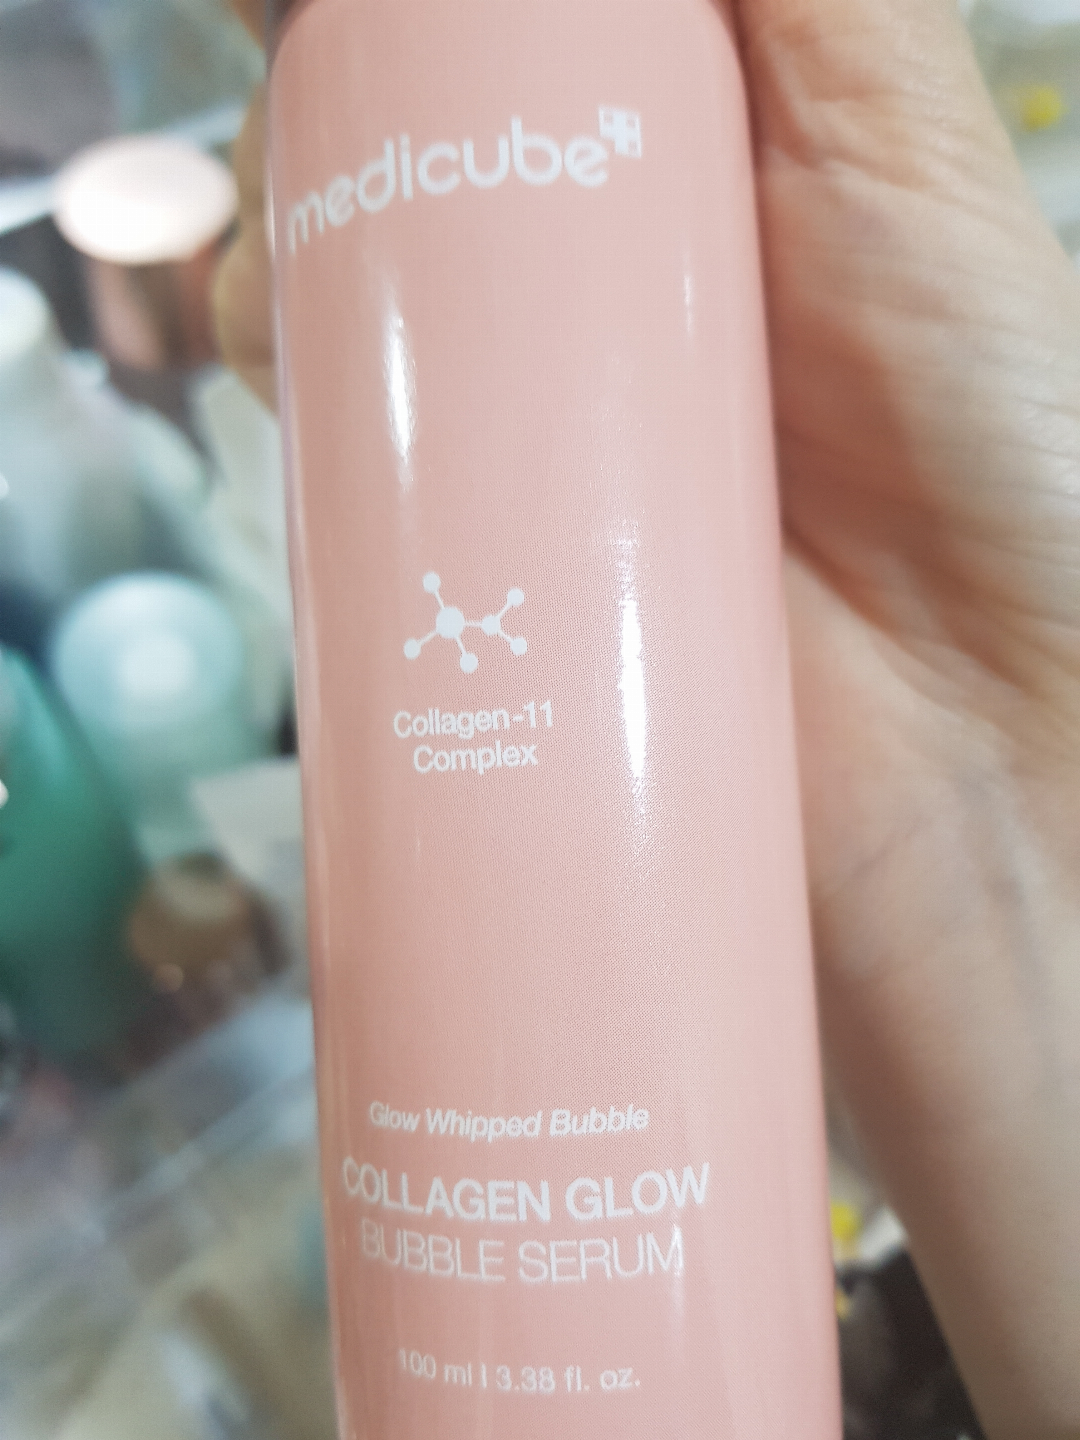 medicube
Collagen-11
Complex
Glow Whipped Bubble
COLLAGEN GLOW
BUBBLE SERUM
100 ml | 3.38 fl. oz.